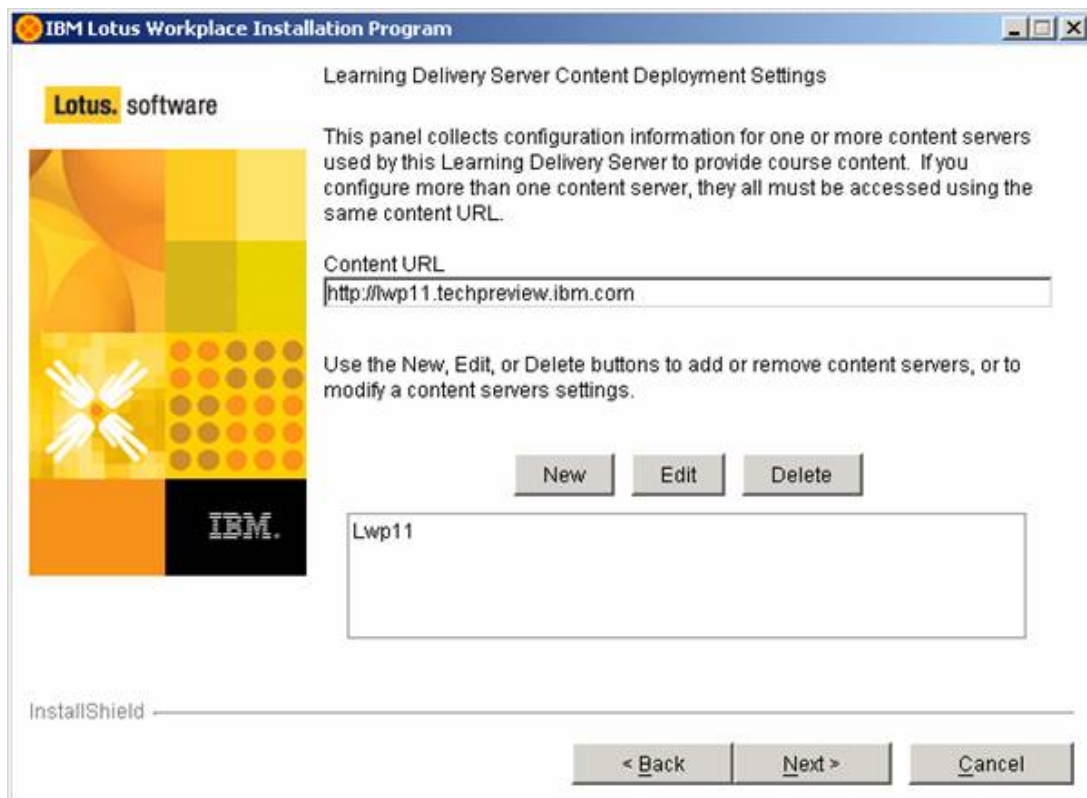 IBM Lotus Workplace Installation Program
Lotus. software
Learning Delivery Server Content Deployment Settings
This panel collects configuration information for one or more content servers
used by this Learning Delivery Server to provide course content. If you
configure more than one content server, they all must be accessed using the
same content URL.
Content URL
http://lwp11.techpreview.ibm.com
Use the New, Edit, or Delete buttons to add or remove content servers, or to
modify a content servers settings.
New Edit Delete
Lwp11
IBM.
InstallShield
< Back Next > Cancel